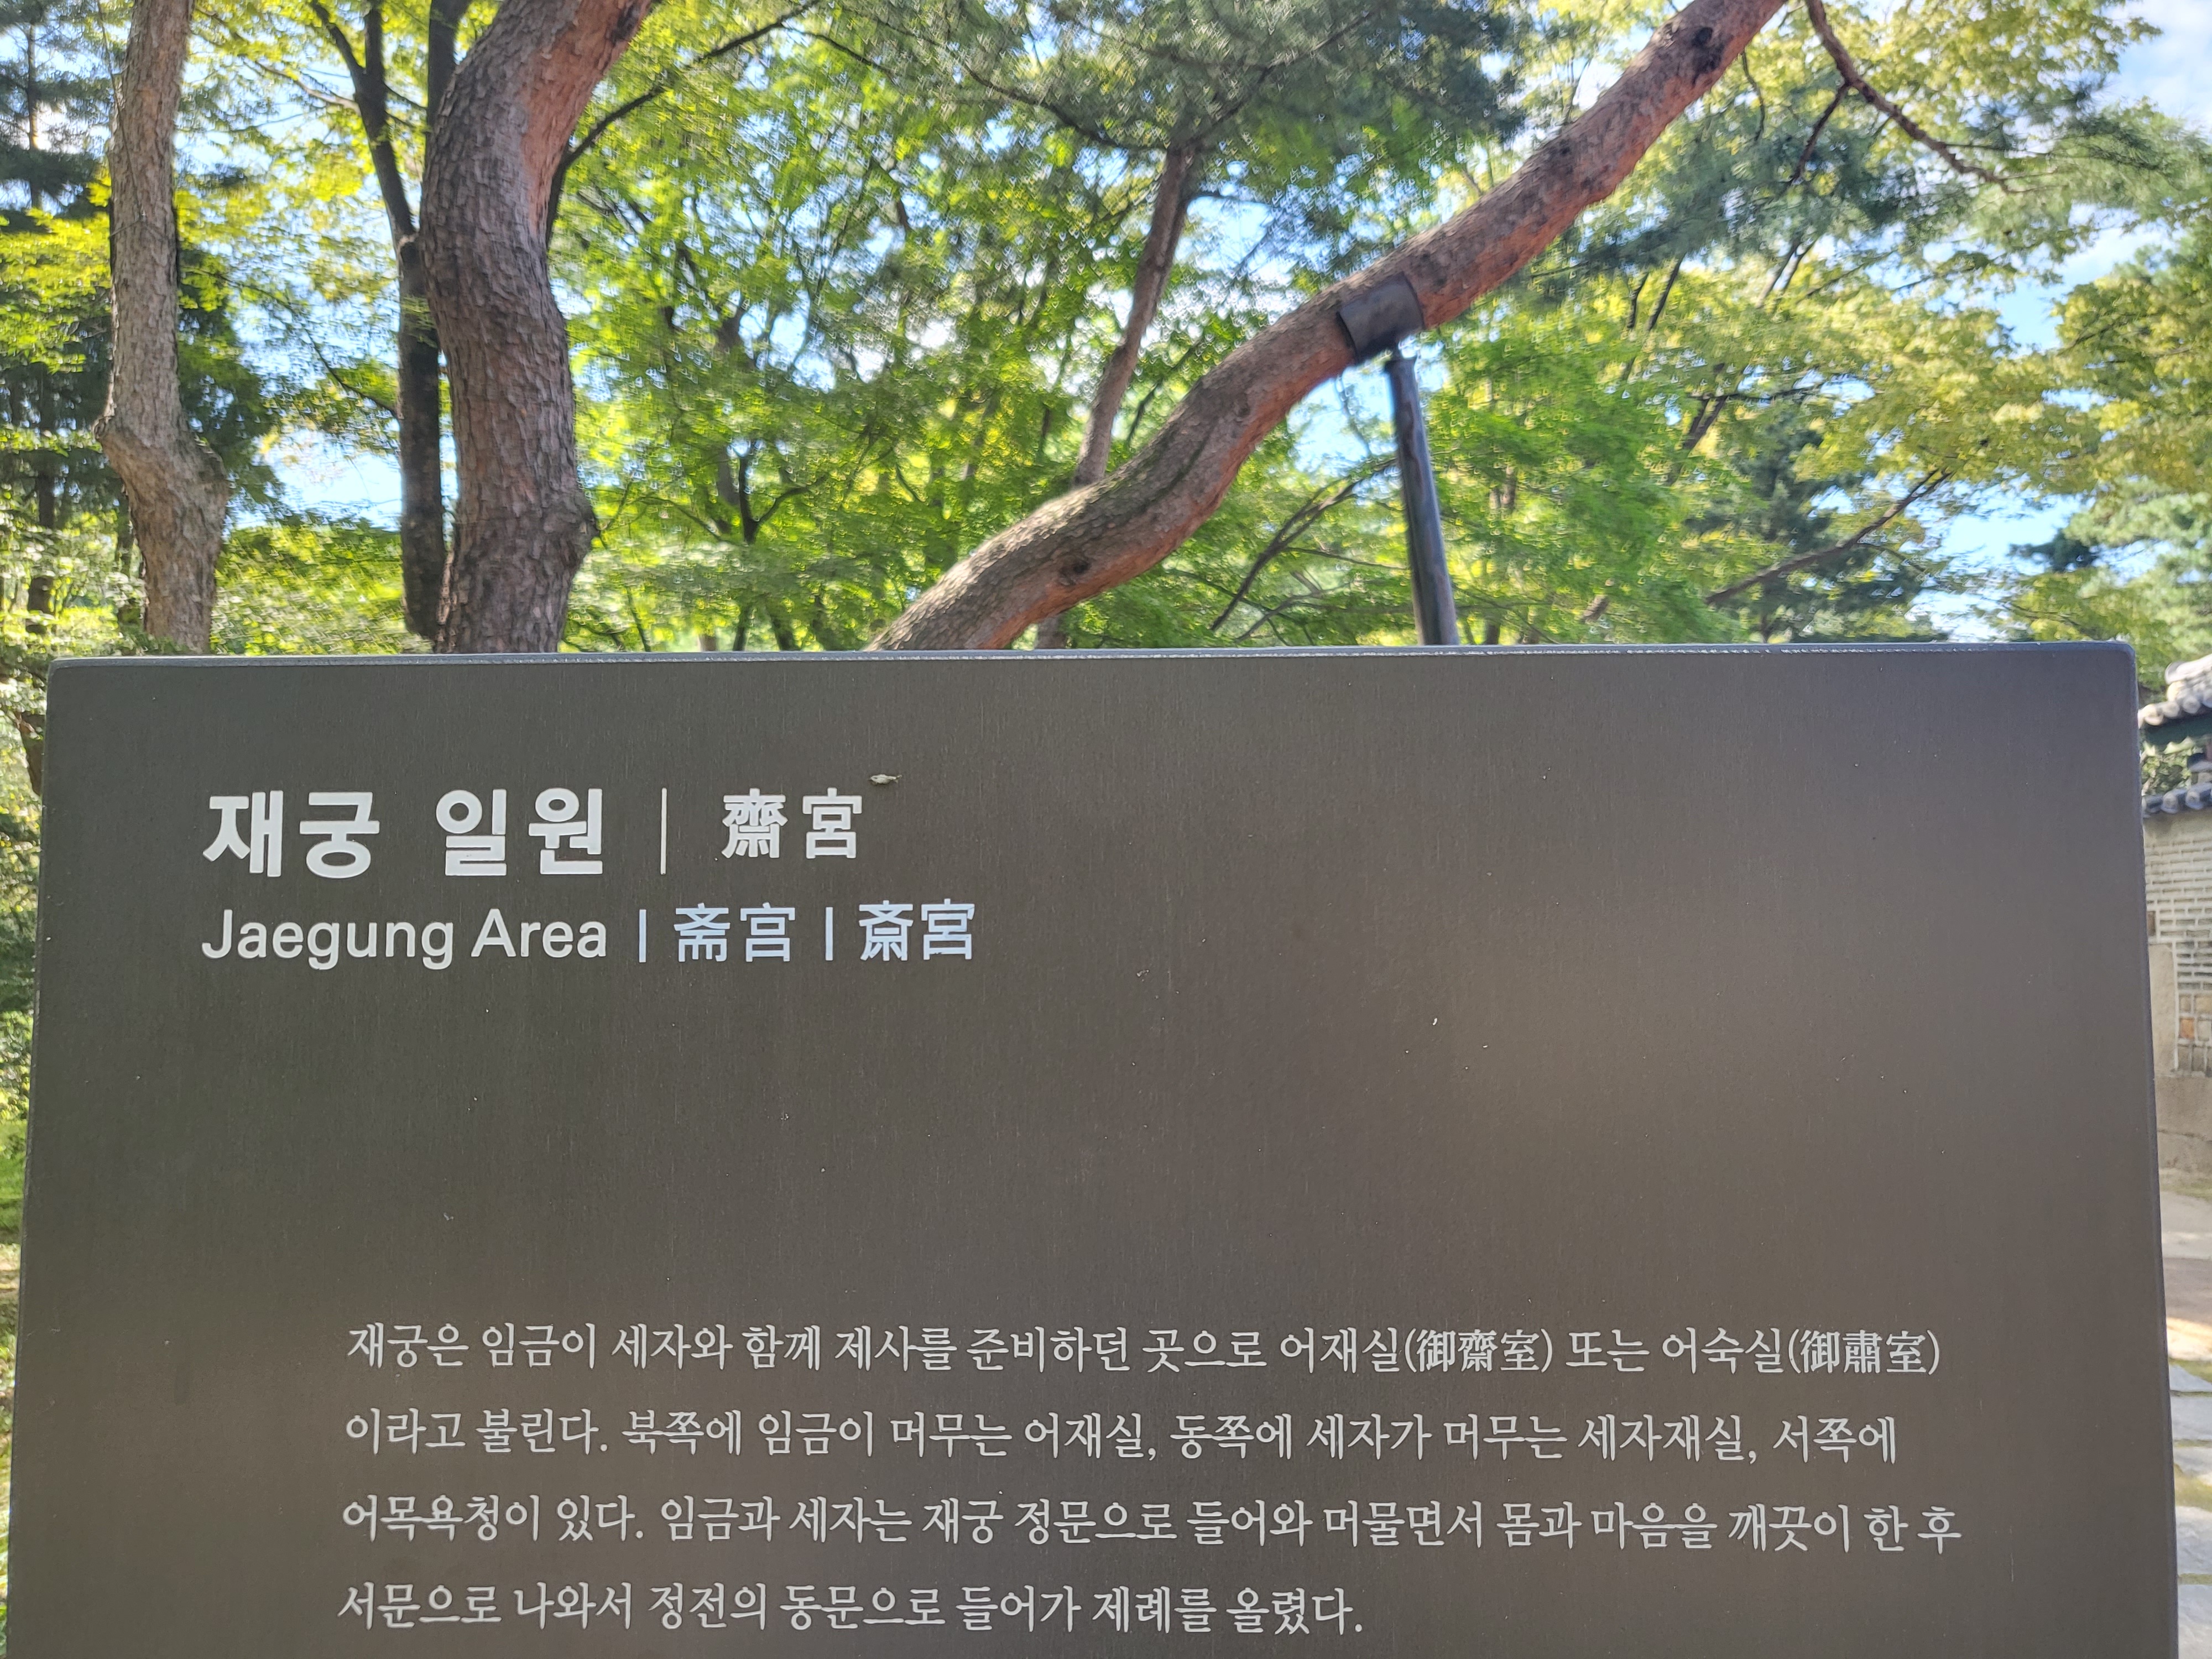 재궁 일원 | 齋宮
Jaegung Area | 斋宫 | 斎宮
재궁은 임금이 세자와 함께 제사를 준비하던 곳으로 어재실(御齋室) 또는 어숙실(御肅室)
이라고 불린다. 북쪽에 임금이 머무는 어재실, 동쪽에 세자가 머무는 세자재실, 서쪽에
어목욕청이 있다. 임금과 세자는 재궁 정문으로 들어와 머물면서 몸과 마음을 깨끗이 한 후
서문으로 나와서 정전의 동문으로 들어가 제례를 올렸다.